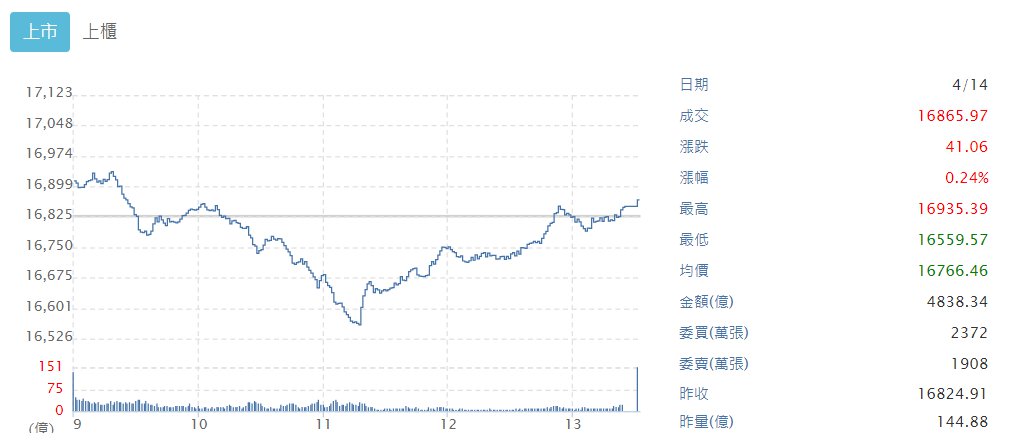 上市 上櫃
17,123
17,048
16,974
16,899
16,825
16,750
16,675
16,601
16,526
151
75
0
(億) 9 10 11 12 13
日期 4/14
成交 16865.97
漲跌 41.06
漲幅 0.24%
最高 16935.39
最低 16559.57
均價 16766.46
金額(億) 4838.34
委買(萬張) 2372
委賣(萬張) 1908
昨收 16824.91
昨量(億) 144.88